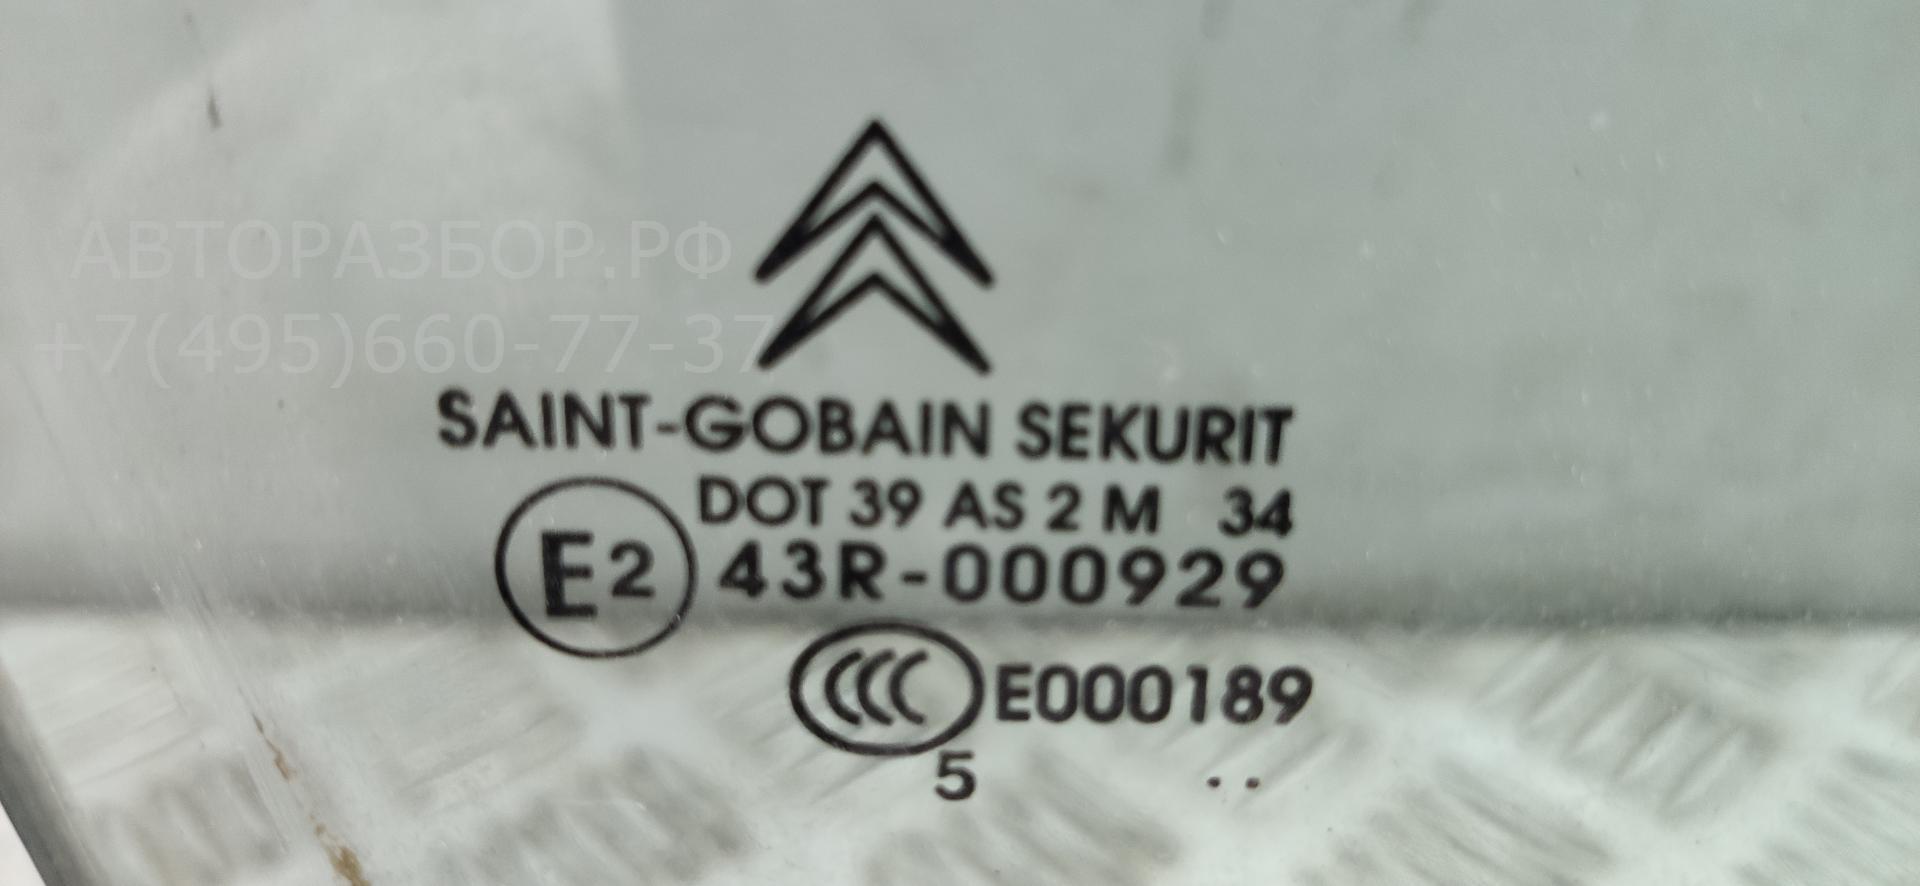 АВТОРАЗБОР.РФ
+7(495)660-77-37
SAINT-GOBAIN SEKURIT
DOT 39 AS 2 M 34
E2 43R-000929
CCC E000189
5 ..